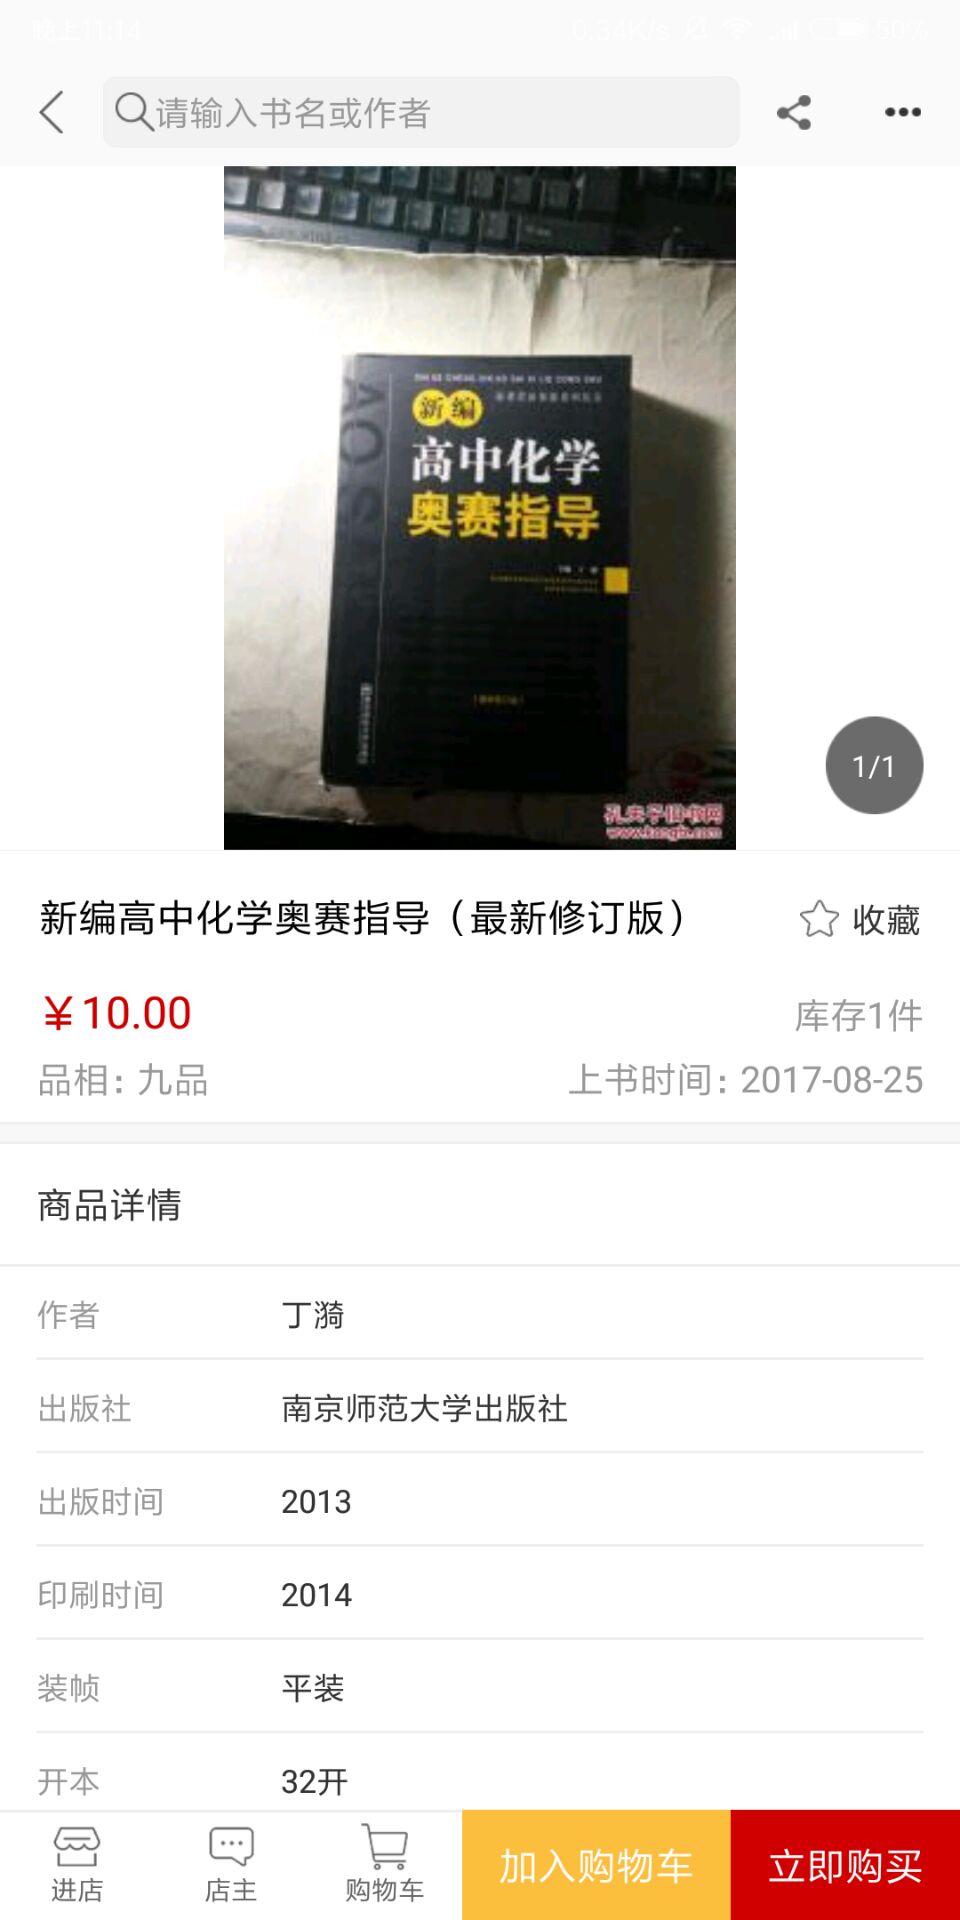 晚上11:14
0.34K/s
50%
请输入书名或作者
新编
高中化学
奥赛指导
孔夫子旧书网
www.kongfz.com
1/1
新编高中化学奥赛指导（最新修订版）
收藏
￥10.00
库存1件
品相：九品
上书时间：2017-08-25
商品详情
作者 丁漪
出版社 南京师范大学出版社
出版时间 2013
印刷时间 2014
装帧 平装
开本 32开
进店 店主 购物车 加入购物车 立即购买